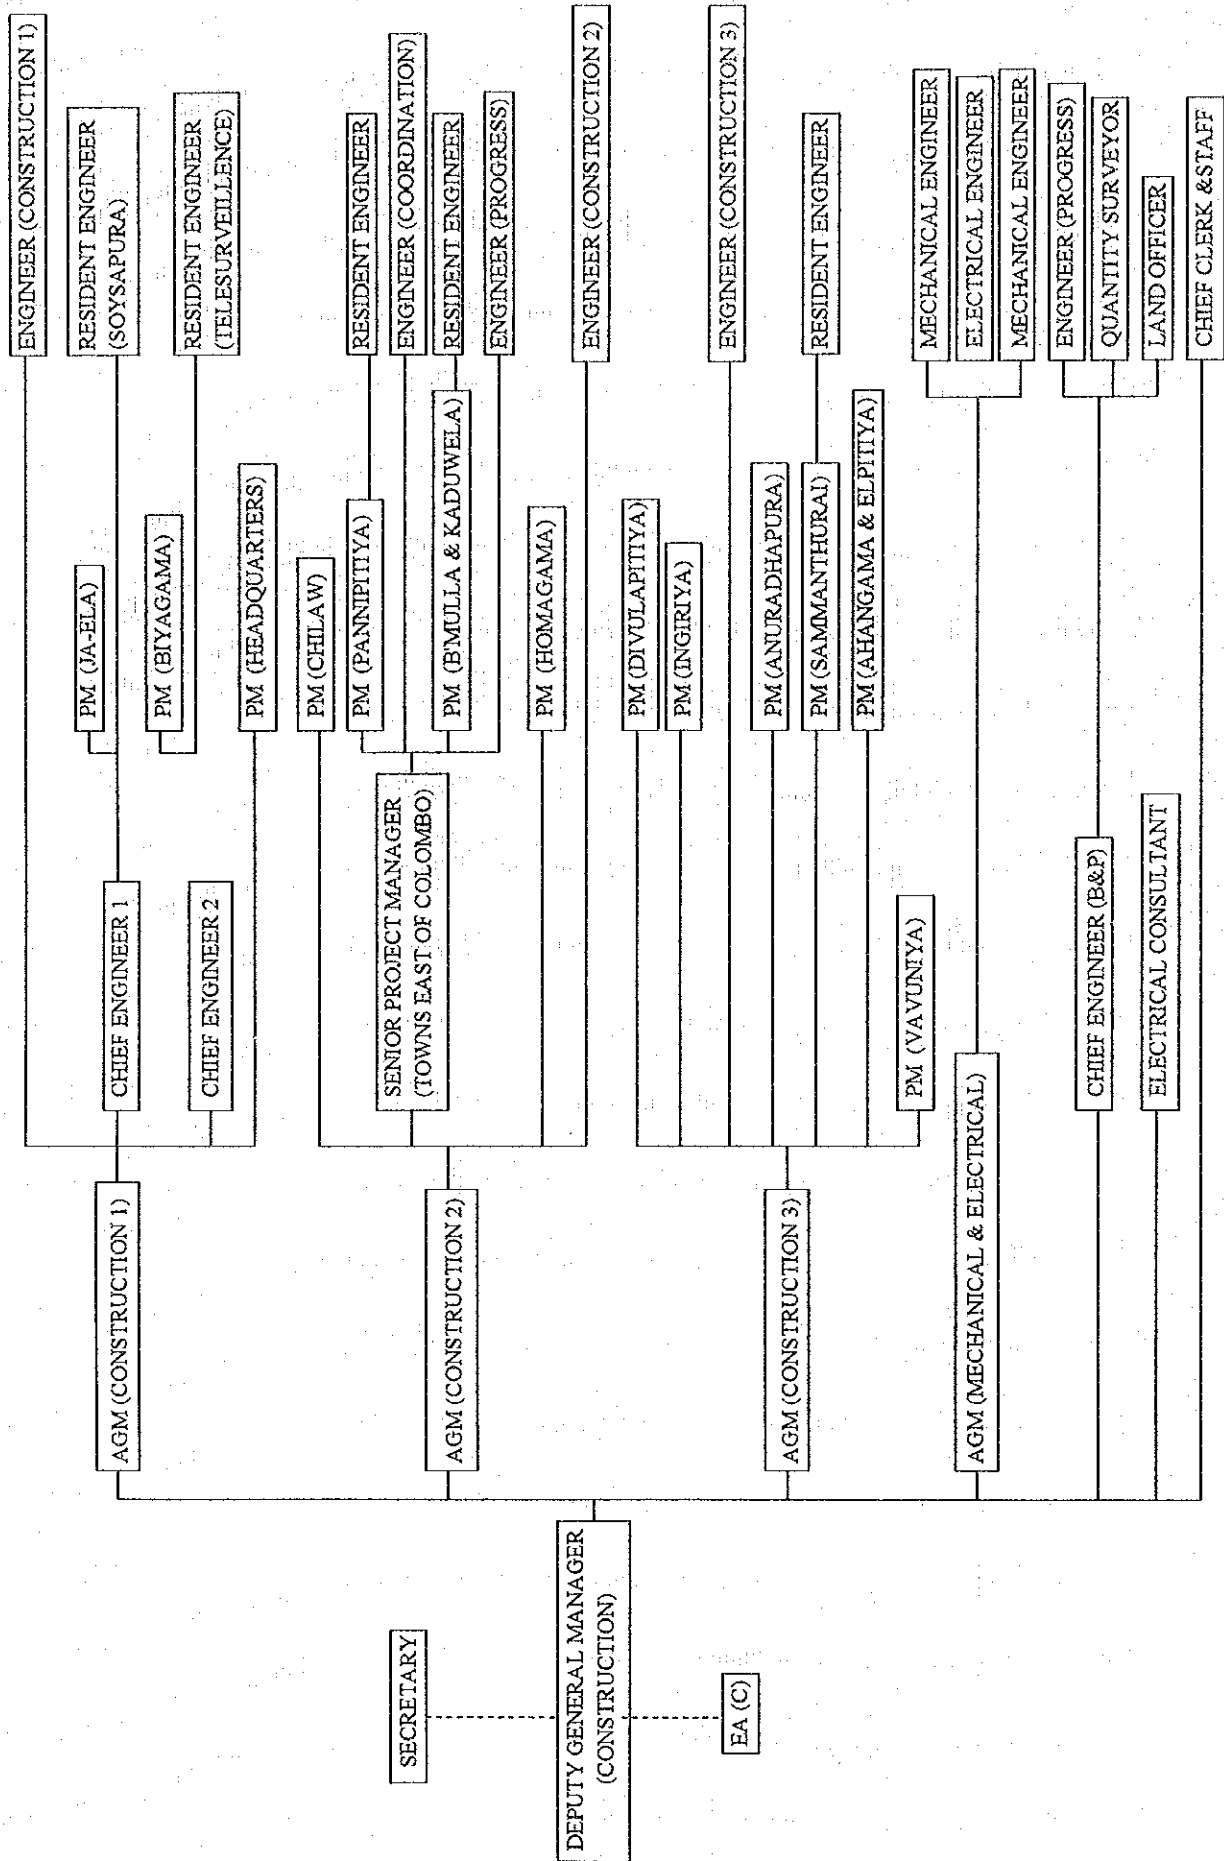 ENGINEER (CONSTRUCTION 1)
RESIDENT ENGINEER
(SOYSAPURA)
RESIDENT ENGINEER
(TELESURVEILLENCE)
RESIDENT ENGINEER
ENGINEER (COORDINATION)
RESIDENT ENGINEER
ENGINEER (PROGRESS)
ENGINEER (CONSTRUCTION 2)
ENGINEER (CONSTRUCTION 3)
RESIDENT ENGINEER
MECHANICAL ENGINEER
ELECTRICAL ENGINEER
MECHANICAL ENGINEER
ENGINEER (PROGRESS)
QUANTITY SURVEYOR
LAND OFFICER
CHIEF CLERK &STAFF
PM (JA-ELA)
PM (BIYAGAMA)
PM (HEADQUARTERS)
PM (CHILAW)
PM (PANNIPITIYA)
PM (B'MULLA & KADUWELA)
PM (HOMAGAMA)
PM (DIVULAPITIYA)
PM (INGIRIYA)
PM (ANURADHAPURA)
PM (SAMMANTHURAI)
PM (AHANGAMA & ELPITIYA)
CHIEF ENGINEER 1
CHIEF ENGINEER 2
SENIOR PROJECT MANAGER
(TOWNS EAST OF COLOMBO)
PM (VAVUNIYA)
CHIEF ENGINEER (B&P)
ELECTRICAL CONSULTANT
AGM (CONSTRUCTION 1)
AGM (CONSTRUCTION 2)
AGM (CONSTRUCTION 3)
AGM (MECHANICAL & ELECTRICAL)
SECRETARY
DEPUTY GENERAL MANAGER
(CONSTRUCTION)
EA (C)